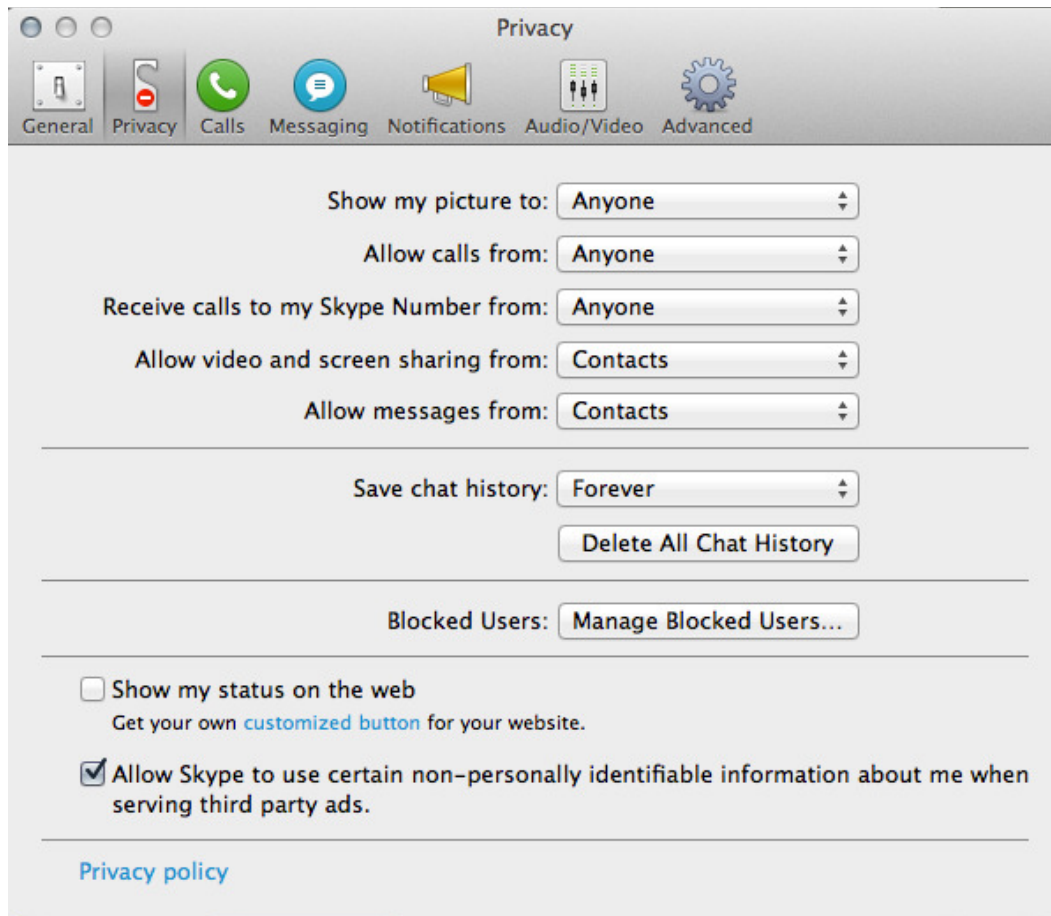 Privacy
General Privacy Calls Messaging Notifications Audio/Video Advanced
Show my picture to: Anyone
Allow calls from: Anyone
Receive calls to my Skype Number from: Anyone
Allow video and screen sharing from: Contacts
Allow messages from: Contacts
Save chat history: Forever
Delete All Chat History
Blocked Users: Manage Blocked Users...
Show my status on the web
Get your own customized button for your website.
Allow Skype to use certain non-personally identifiable information about me when
serving third party ads.
Privacy policy